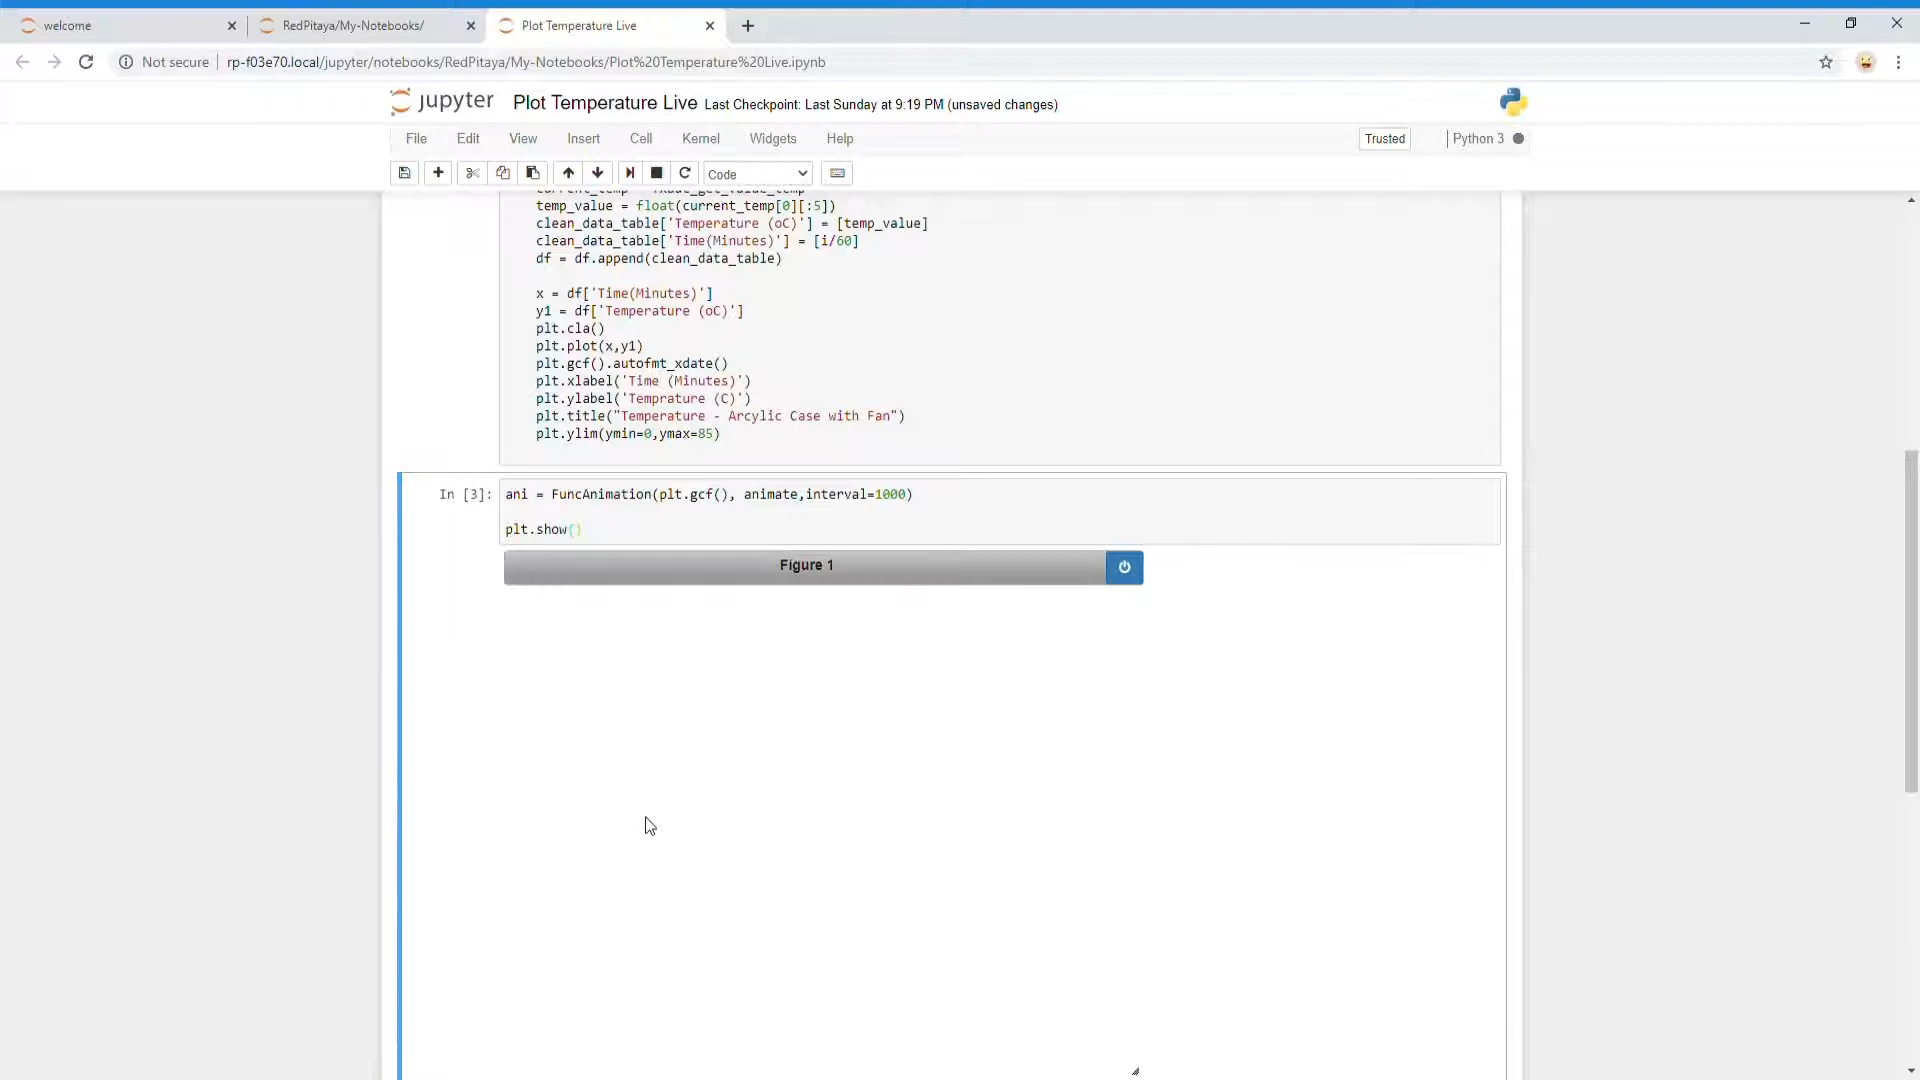 welcome
RedPitaya/My-Notebooks/
Plot Temperature Live
Not secure
rp-f03e70.local/jupyter/notebooks/RedPitaya/My-Notebooks/Plot%20Temperature%20Live.ipynb
jupyter
Plot Temperature Live Last Checkpoint: Last Sunday at 9:19 PM (unsaved changes)
File Edit View Insert Cell Kernel Widgets Help
Trusted
Python 3
Code
temp_value = float(current_temp[0][:5])
clean_data_table['Temperature (oC)'] = [temp_value]
clean_data_table['Time(Minutes)'] = [i/60]
df = df.append(clean_data_table)
x = df['Time(Minutes)']
y1 = df['Temperature (oC)']
plt.cla()
plt.plot(x,y1)
plt.gcf().autofmt_xdate()
plt.xlabel('Time (Minutes)')
plt.ylabel('Temprature (C)')
plt.title("Temperature - Arcylic Case with Fan")
plt.ylim(ymin=0,ymax=85)
In [3]: ani = FuncAnimation(plt.gcf(), animate,interval=1000)
plt.show()
Figure 1